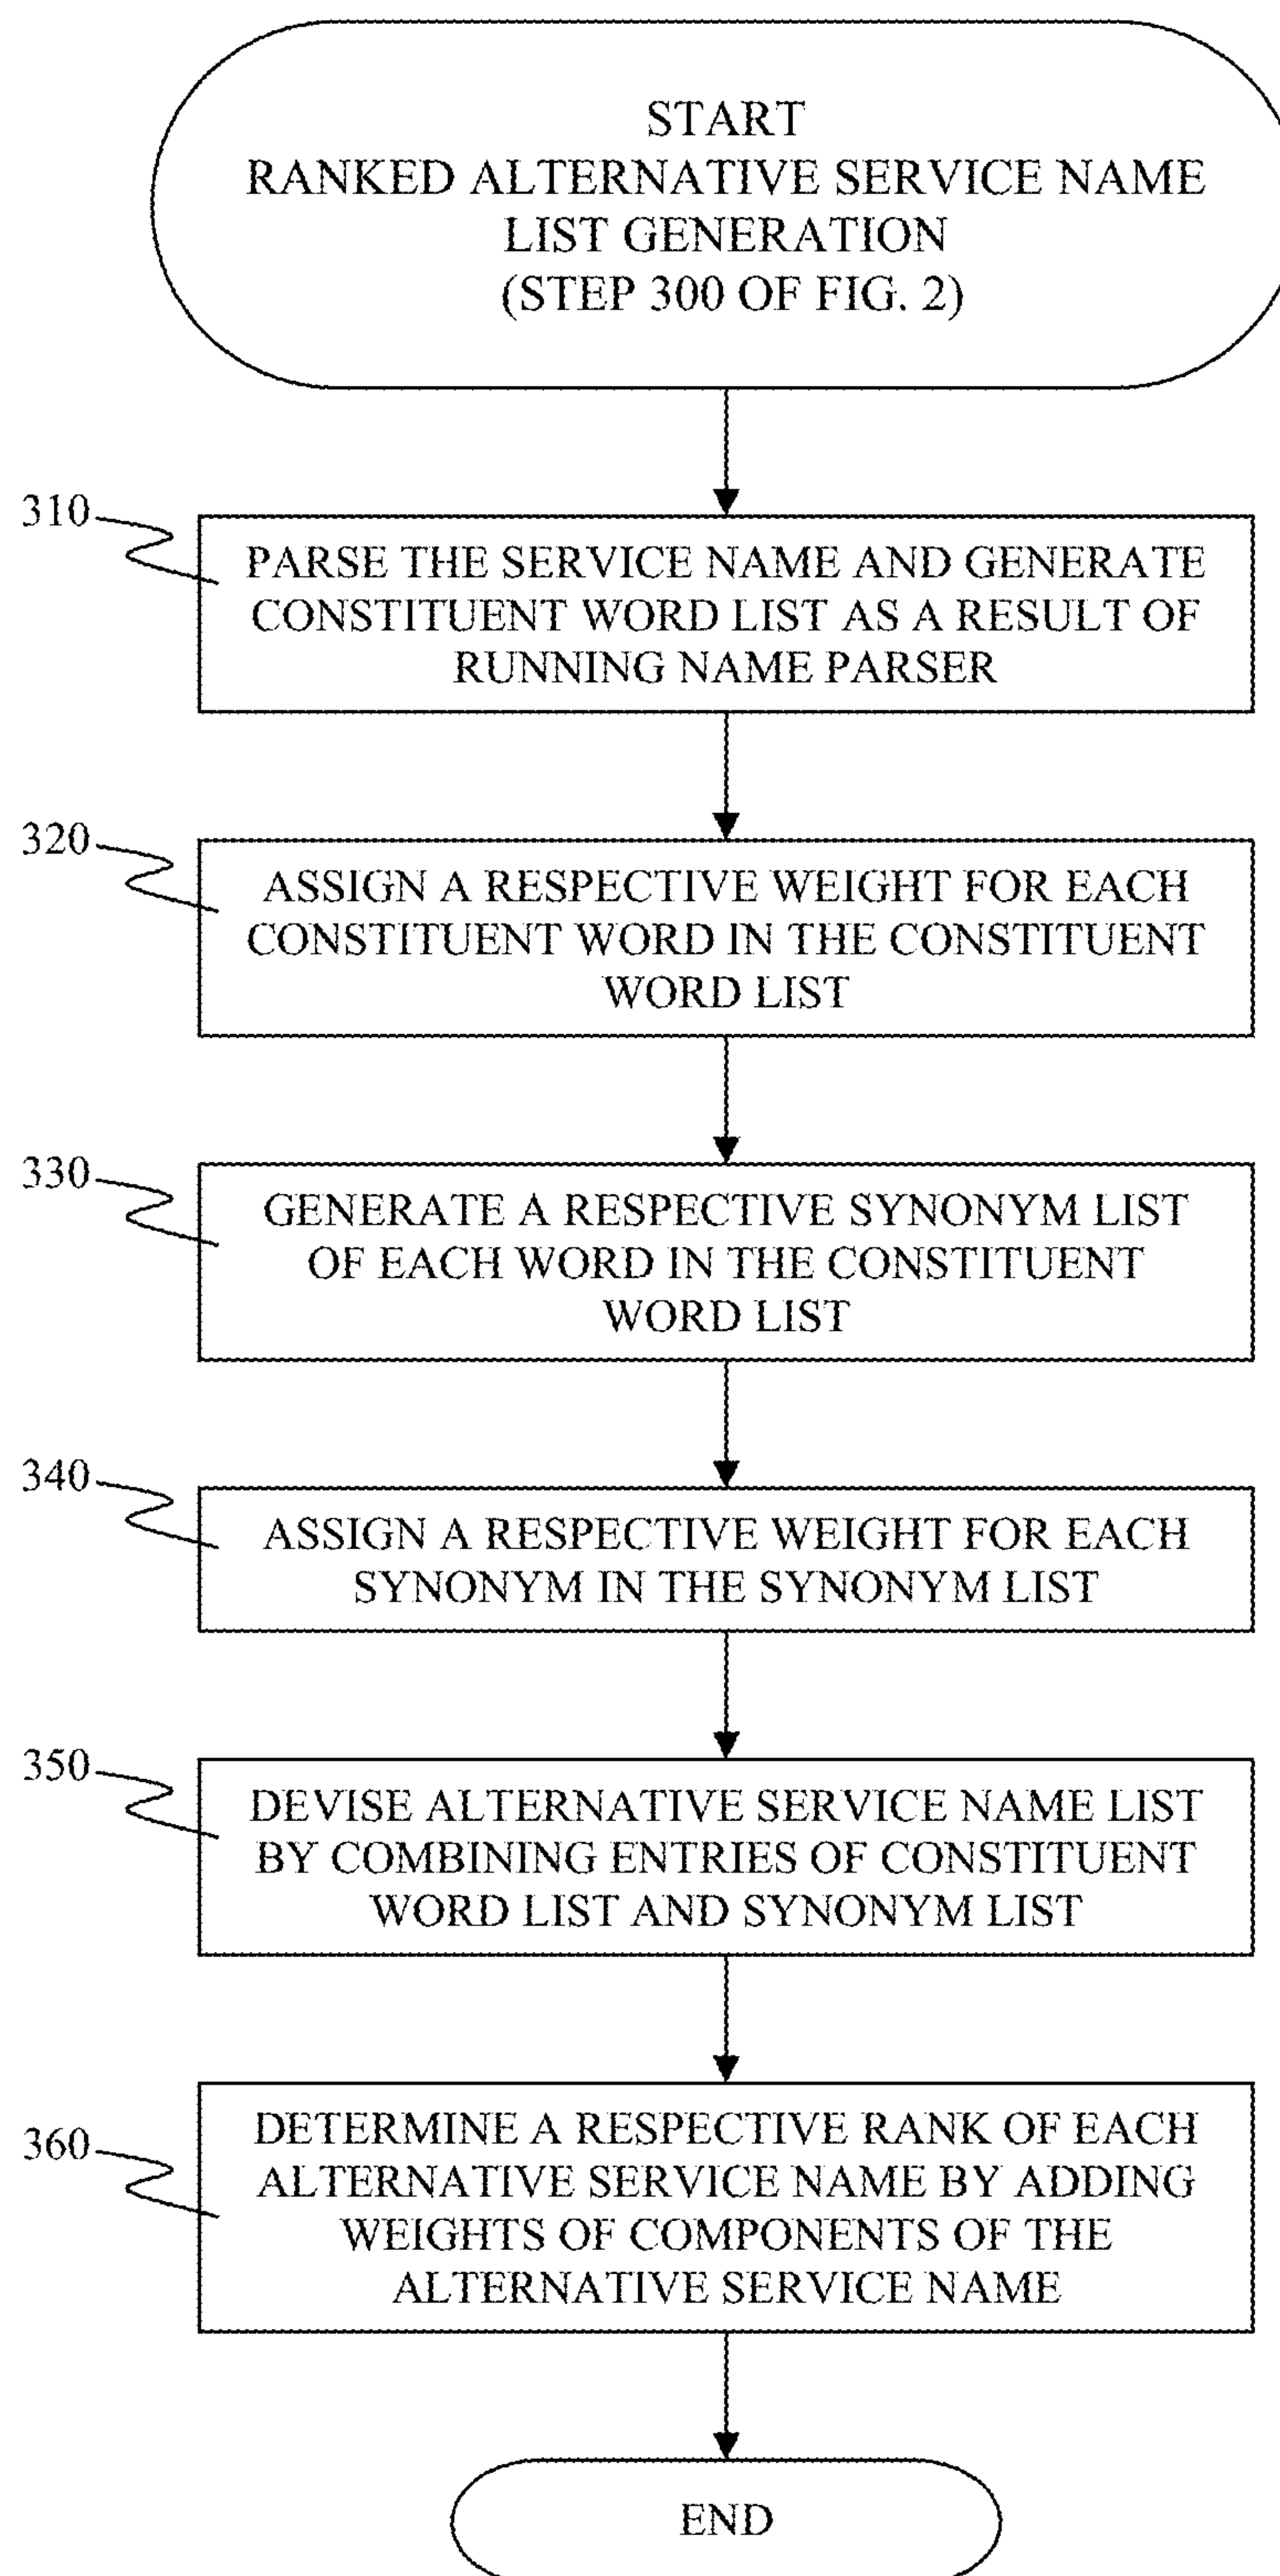 START
RANKED ALTERNATIVE SERVICE NAME
LIST GENERATION
(STEP 300 OF FIG. 2)
310
PARSE THE SERVICE NAME AND GENERATE
CONSTITUENT WORD LIST AS A RESULT OF
RUNNING NAME PARSER
320
ASSIGN A RESPECTIVE WEIGHT FOR EACH
CONSTITUENT WORD IN THE CONSTITUENT
WORD LIST
330
GENERATE A RESPECTIVE SYNONYM LIST
OF EACH WORD IN THE CONSTITUENT
WORD LIST
340
ASSIGN A RESPECTIVE WEIGHT FOR EACH
SYNONYM IN THE SYNONYM LIST
350
DEVISE ALTERNATIVE SERVICE NAME LIST
BY COMBINING ENTRIES OF CONSTITUENT
WORD LIST AND SYNONYM LIST
360
DETERMINE A RESPECTIVE RANK OF EACH
ALTERNATIVE SERVICE NAME BY ADDING
WEIGHTS OF COMPONENTS OF THE
ALTERNATIVE SERVICE NAME
END